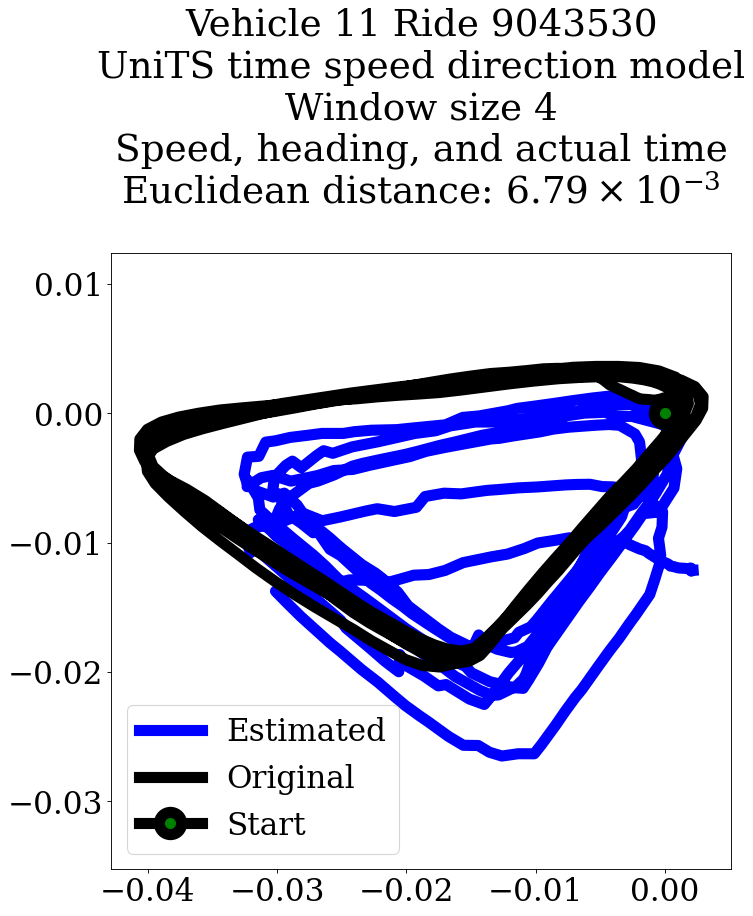 Vehicle 11 Ride 9043530
UniTS time speed direction model
Window size 4
Speed, heading, and actual time
Euclidean distance: 6.79 × 10⁻³
0.01
0.00
−0.01
−0.02
−0.03
Estimated
Original
Start
−0.04 −0.03 −0.02 −0.01 0.00